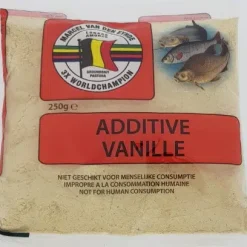 MARCEL VAN DEN EYNDE
3X WORLDCHAMPION
250g e
ADDITIVE
VANILLE
NIET GESCHIKT VOOR MENSELIJKE CONSUMPTIE
IMPROPRE A LA CONSOMMATION HUMAINE
NOT FOR HUMAN CONSUMPTION